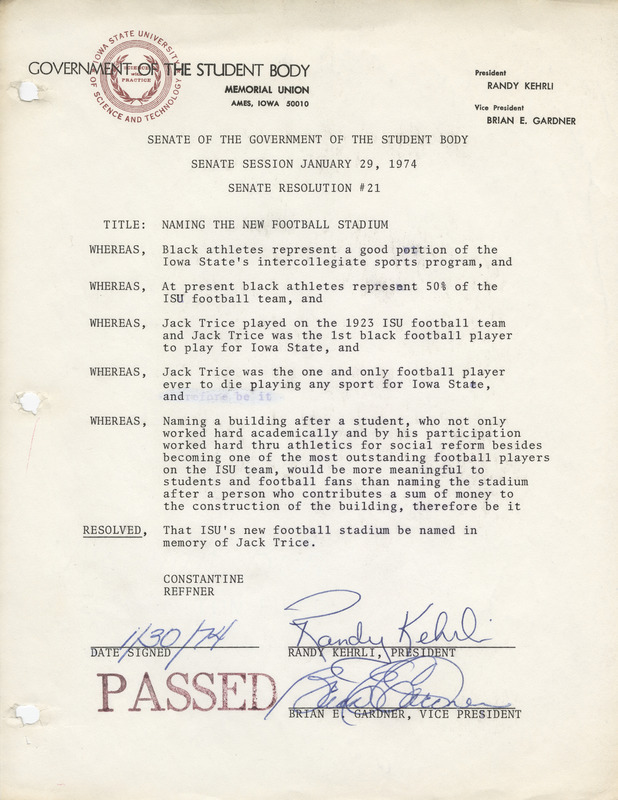 IOWA STATE UNIVERSITY
OF SCIENCE AND TECHNOLOGY
SCIENCE
WITH
PRACTICE
GOVERNMENT OF THE STUDENT BODY
MEMORIAL UNION
AMES, IOWA 50010
President
RANDY KEHRLI
Vice President
BRIAN E. GARDNER
SENATE OF THE GOVERNMENT OF THE STUDENT BODY
SENATE SESSION JANUARY 29, 1974
SENATE RESOLUTION #21
TITLE: NAMING THE NEW FOOTBALL STADIUM
WHEREAS, Black athletes represent a good portion of the
Iowa State's intercollegiate sports program, and
WHEREAS, At present black athletes represent 50% of the
ISU football team, and
WHEREAS, Jack Trice played on the 1923 ISU football team
and Jack Trice was the 1st black football player
to play for Iowa State, and
WHEREAS, Jack Trice was the one and only football player
ever to die playing any sport for Iowa State,
and refore be it
WHEREAS, Naming a building after a student, who not only
worked hard academically and by his participation
worked hard thru athletics for social reform besides
becoming one of the most outstanding football players
on the ISU team, would be more meaningful to
students and football fans than naming the stadium
after a person who contributes a sum of money to
the construction of the building, therefore be it
RESOLVED, That ISU's new football stadium be named in
memory of Jack Trice.
CONSTANTINE
REFFNER
1/30/74 Randy Kehrli
DATE SIGNED RANDY KEHRLI, PRESIDENT
PASSED Brian E. Gardner
BRIAN E. GARDNER, VICE PRESIDENT